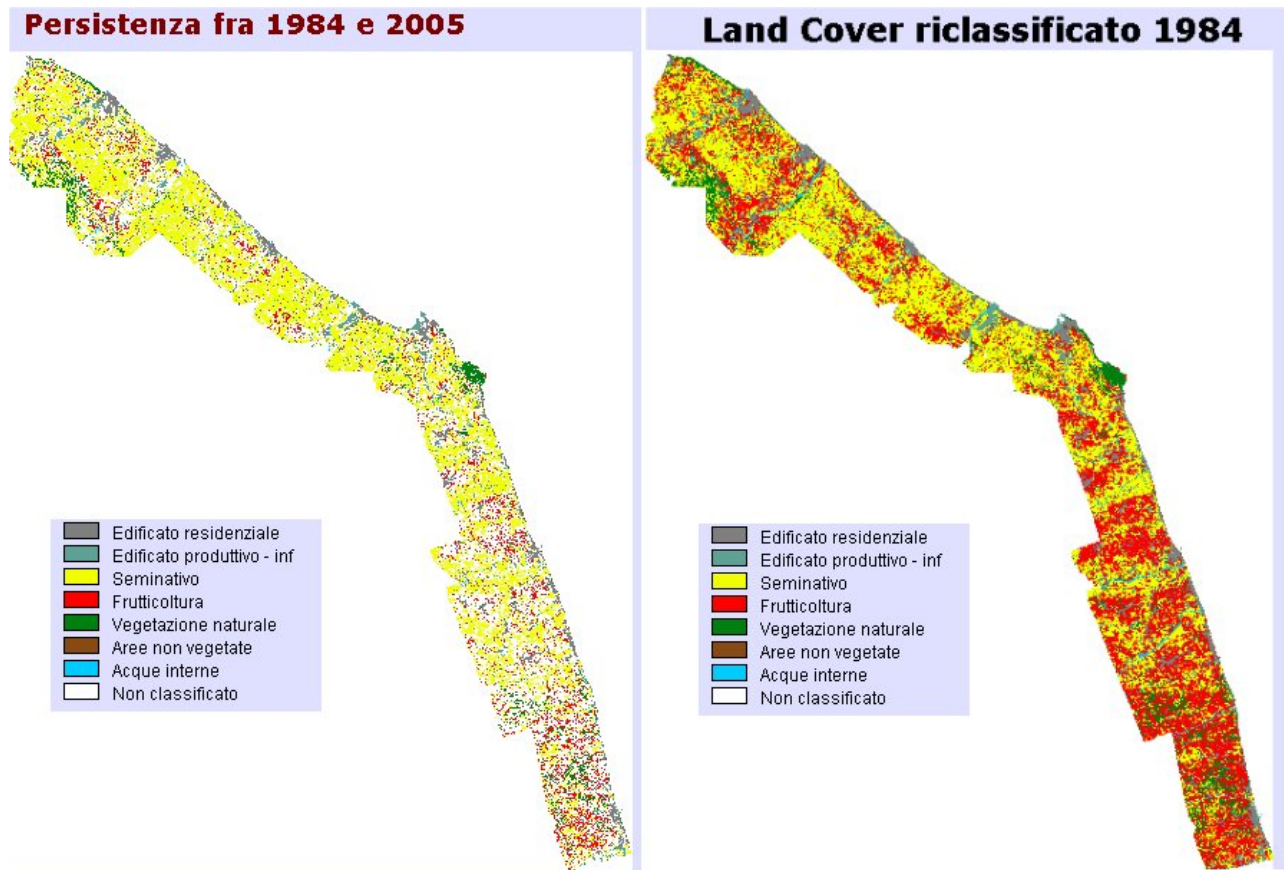 Persistenza fra 1984 e 2005
Edificato residenziale
Edificato produttivo - inf
Seminativo
Frutticoltura
Vegetazione naturale
Aree non vegetate
Acque interne
Non classificato
Land Cover riclassificato 1984
Edificato residenziale
Edificato produttivo - inf
Seminativo
Frutticoltura
Vegetazione naturale
Aree non vegetate
Acque interne
Non classificato